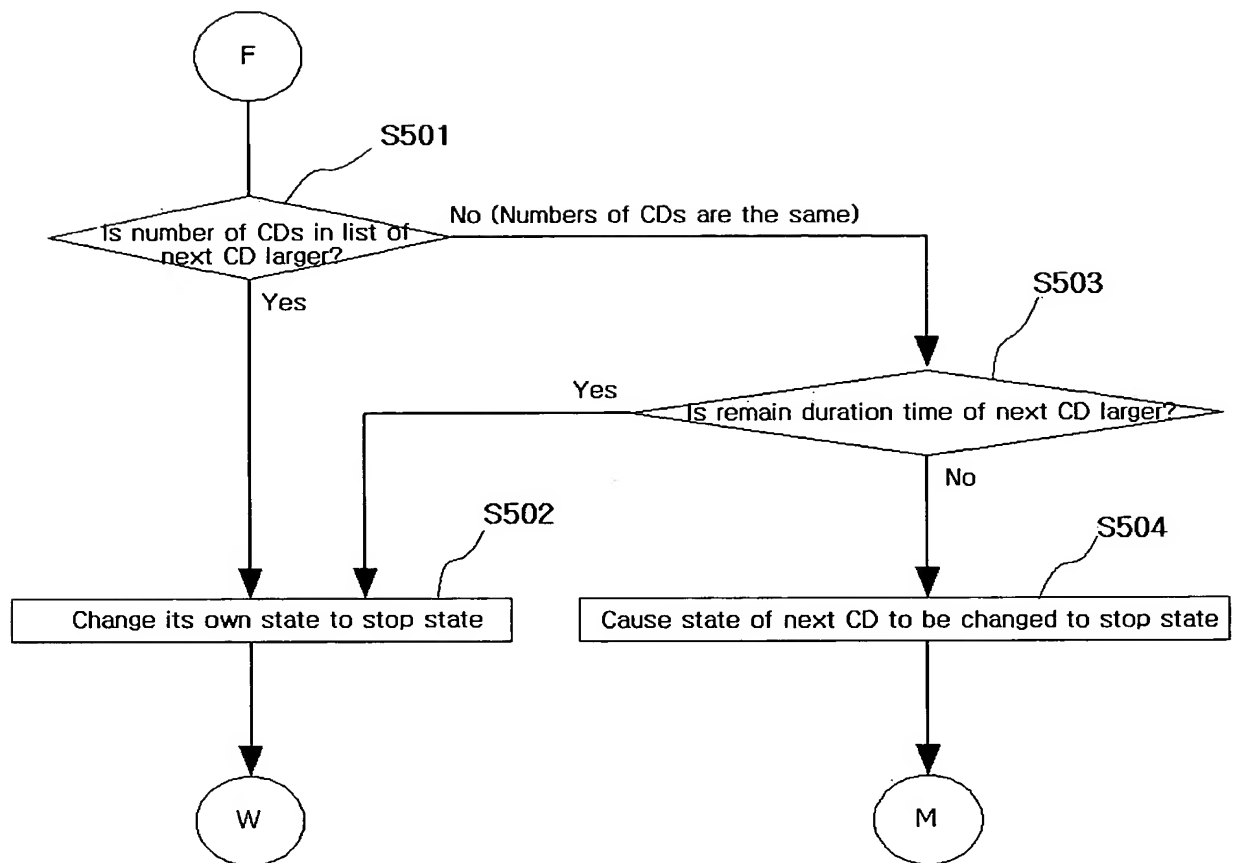 F
S501
No (Numbers of CDs are the same)
Is number of CDs in list of
next CD larger?
Yes
S503
Yes
Is remain duration time of next CD larger?
No
S502
S504
Change its own state to stop state
Cause state of next CD to be changed to stop state
W
M